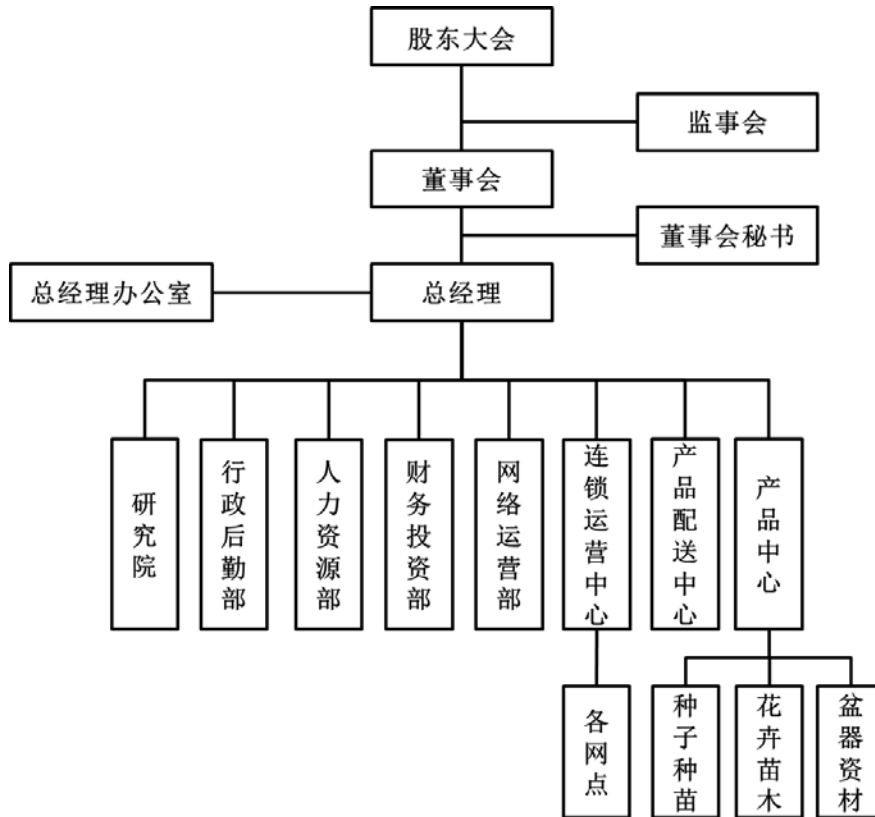 股东大会
监事会
董事会
董事会秘书
总经理办公室
总经理
研究院
行政后勤部
人力资源部
财务投资部
网络运营部
连锁运营中心
产品配送中心
产品中心
各网点
种子种苗
花卉苗木
盆器资材